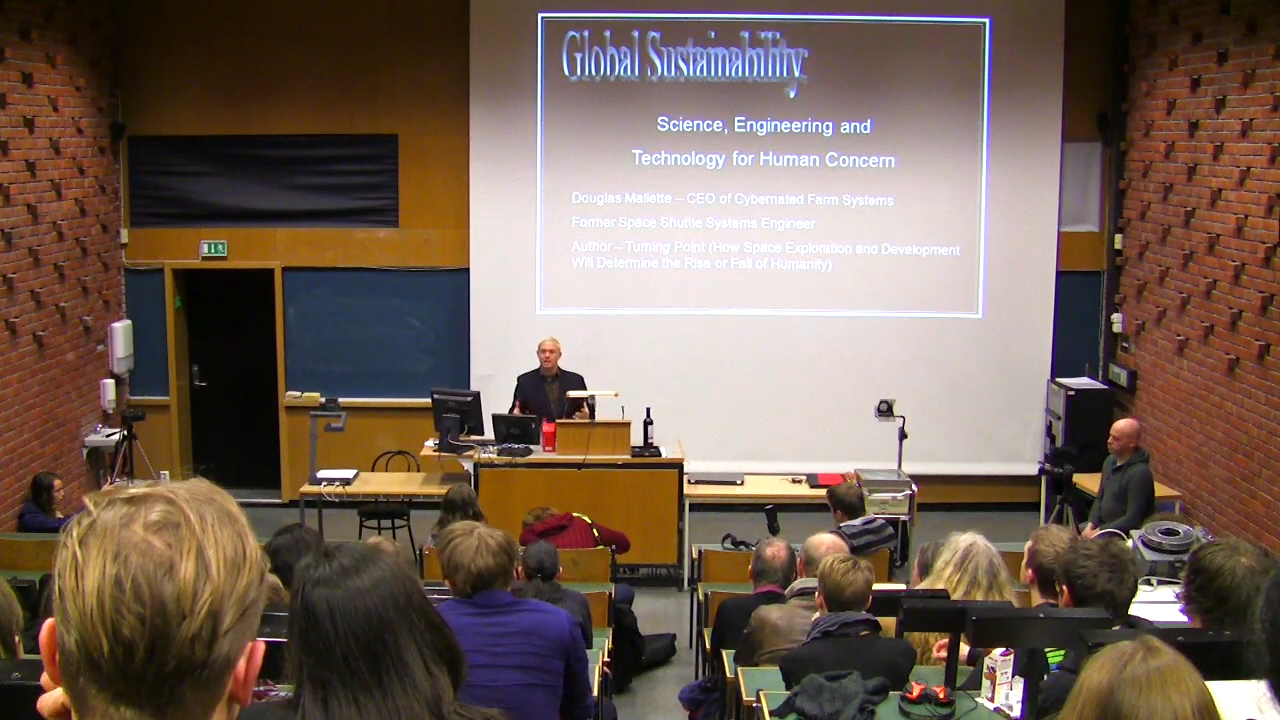 Global Sustainability:
Science, Engineering and
Technology for Human Concern
Douglas Mallette – CEO of Cybernated Farm Systems
Former Space Shuttle Systems Engineer
Author – Turning Point (How Space Exploration and Development
Will Determine the Rise or Fall of Humanity)